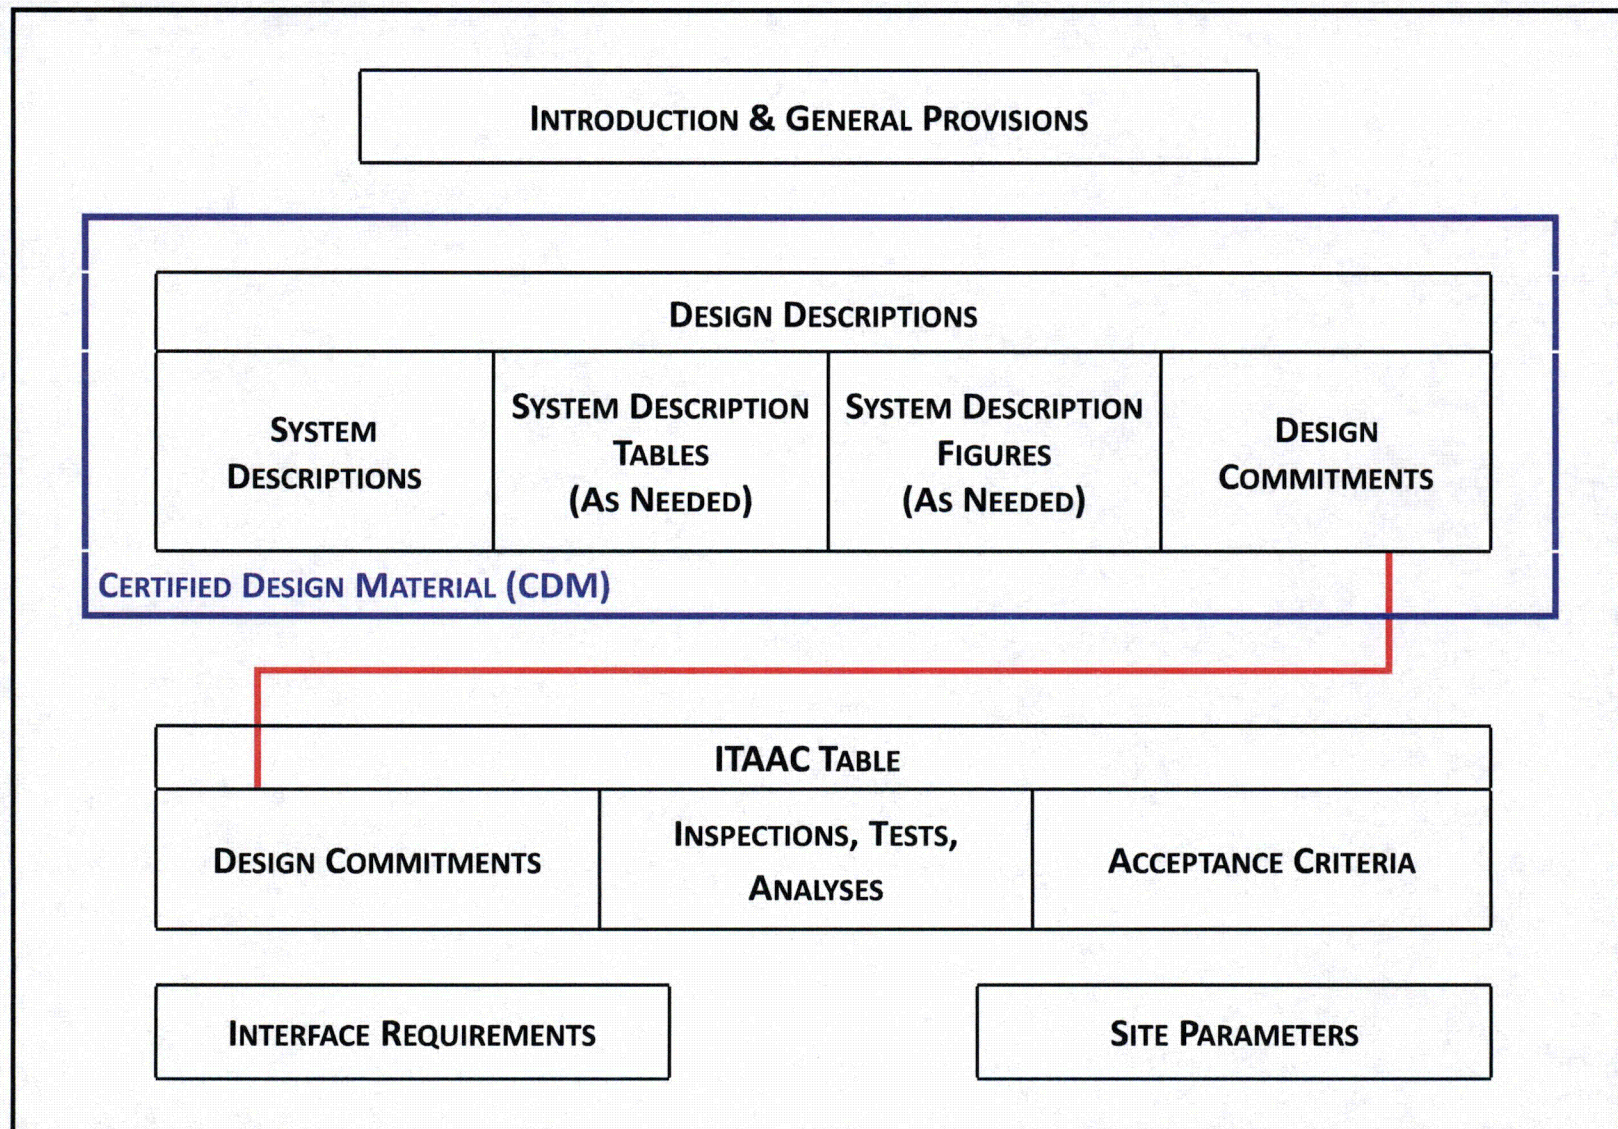 INTRODUCTION & GENERAL PROVISIONS
DESIGN DESCRIPTIONS
SYSTEM
DESCRIPTIONS
SYSTEM DESCRIPTION
TABLES
(AS NEEDED)
SYSTEM DESCRIPTION
FIGURES
(AS NEEDED)
DESIGN
COMMITMENTS
CERTIFIED DESIGN MATERIAL (CDM)
ITAAC TABLE
DESIGN COMMITMENTS
INSPECTIONS, TESTS,
ANALYSES
ACCEPTANCE CRITERIA
INTERFACE REQUIREMENTS
SITE PARAMETERS